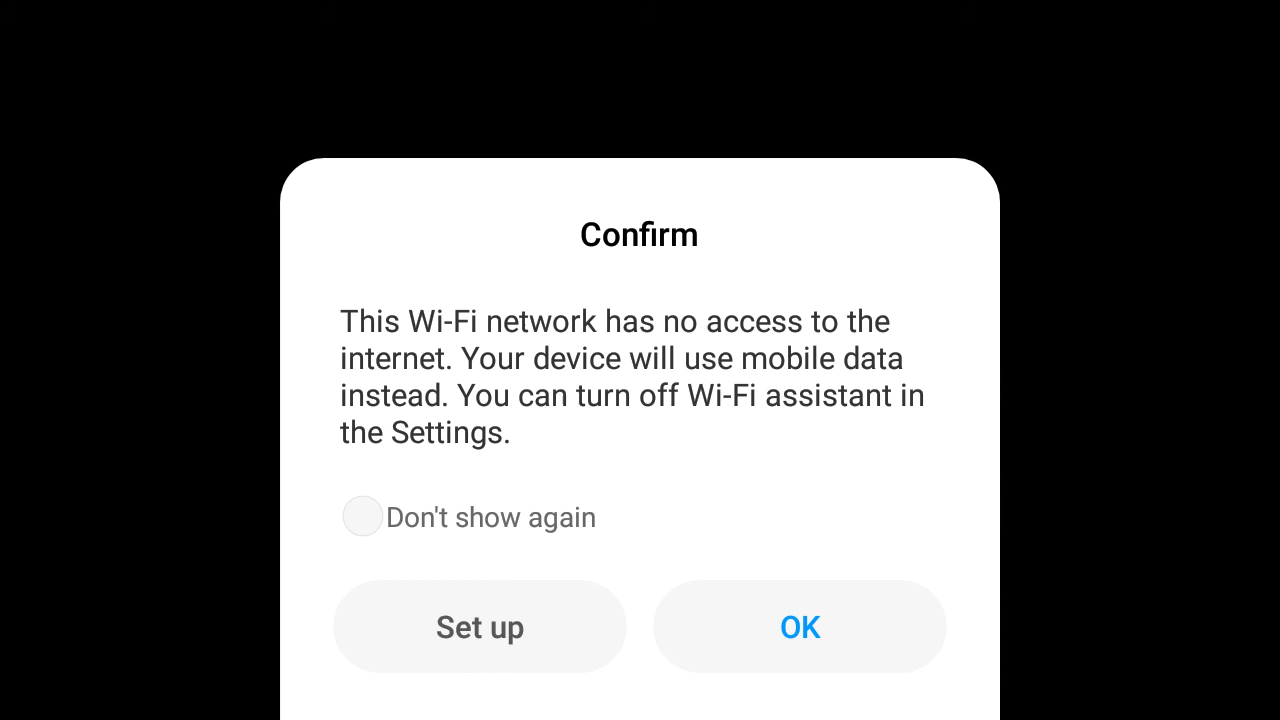 Confirm
This Wi-Fi network has no access to the
internet. Your device will use mobile data
instead. You can turn off Wi-Fi assistant in
the Settings.
Don't show again
Set up
OK